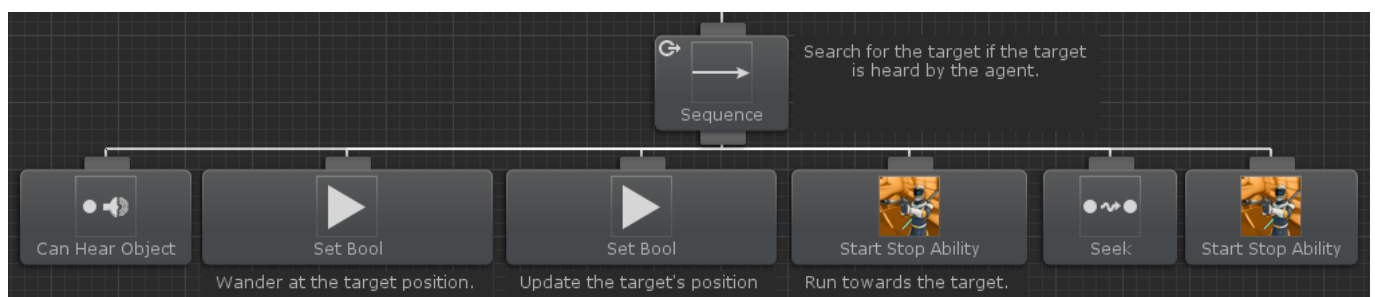 Search for the target if the target
is heard by the agent.
Sequence
Can Hear Object
Set Bool
Set Bool
Start Stop Ability
Seek
Start Stop Ability
Wander at the target position.
Update the target's position
Run towards the target.